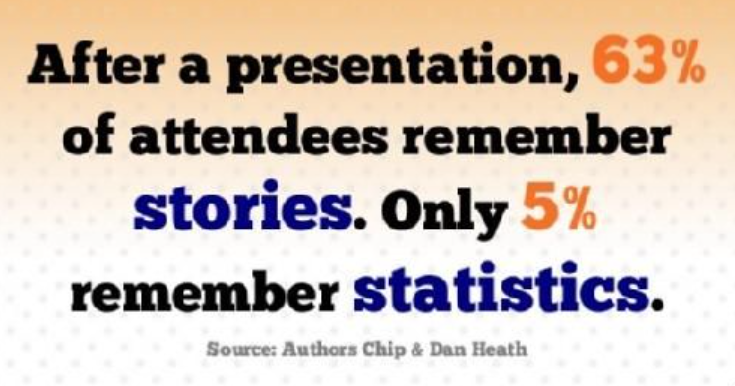 After a presentation, 63%
of attendees remember
stories. Only 5%
remember statistics.
Source: Authors Chip & Dan Heath